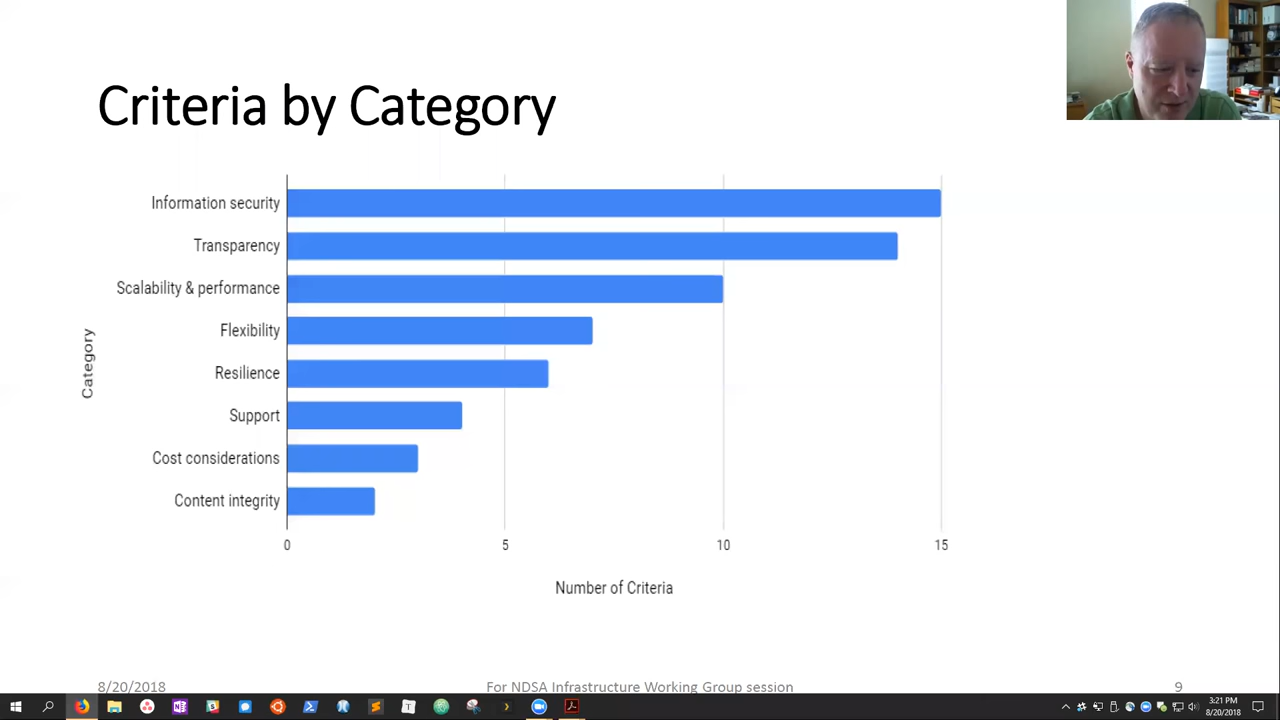 Criteria by Category
Information security
Transparency
Scalability & performance
Flexibility
Resilience
Support
Cost considerations
Content integrity
Category
0 5 10 15
Number of Criteria
8/20/2018 For NDSA Infrastructure Working Group session 9
3:21 PM
8/20/2018